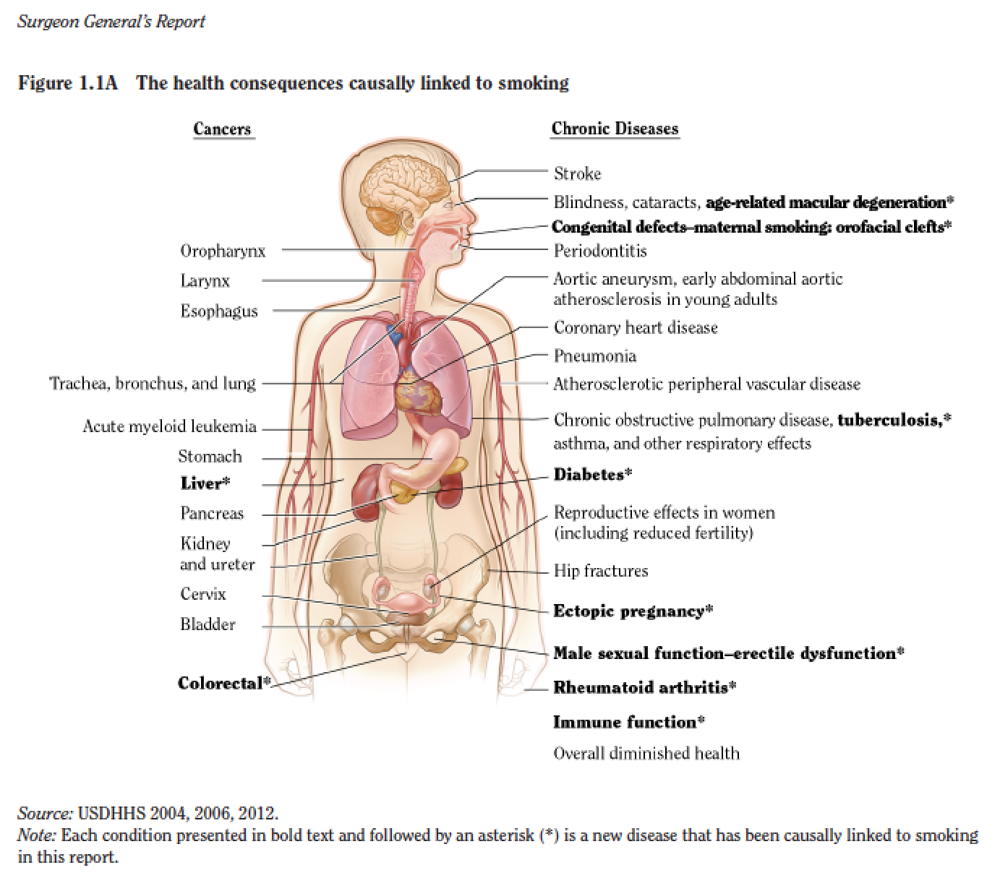 Surgeon General's Report
Figure 1.1A The health consequences causally linked to smoking
Cancers
Oropharynx
Larynx
Esophagus
Trachea, bronchus, and lung
Acute myeloid leukemia
Stomach
Liver*
Pancreas
Kidney
and ureter
Cervix
Bladder
Colorectal*
Chronic Diseases
Stroke
Blindness, cataracts, age-related macular degeneration*
Congenital defects–maternal smoking: orofacial clefts*
Periodontitis
Aortic aneurysm, early abdominal aortic
atherosclerosis in young adults
Coronary heart disease
Pneumonia
Atherosclerotic peripheral vascular disease
Chronic obstructive pulmonary disease, tuberculosis,*
asthma, and other respiratory effects
Diabetes*
Reproductive effects in women
(including reduced fertility)
Hip fractures
Ectopic pregnancy*
Male sexual function–erectile dysfunction*
Rheumatoid arthritis*
Immune function*
Overall diminished health
Source: USDHHS 2004, 2006, 2012.
Note: Each condition presented in bold text and followed by an asterisk (*) is a new disease that has been causally linked to smoking
in this report.